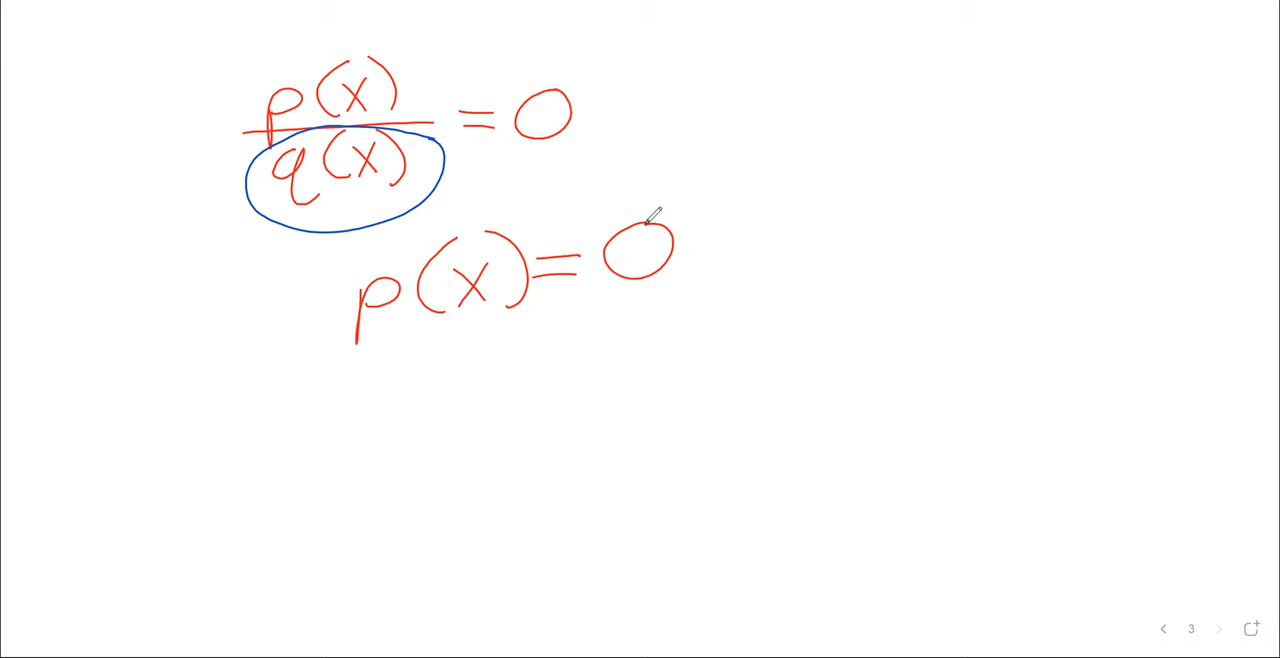 p(x)
q(x) = 0
p(x) = 0
3